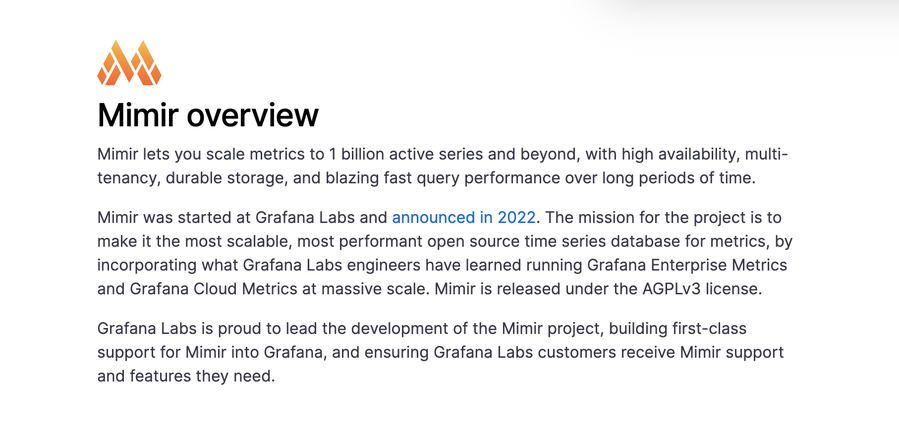 Mimir overview
Mimir lets you scale metrics to 1 billion active series and beyond, with high availability, multi-
tenancy, durable storage, and blazing fast query performance over long periods of time.
Mimir was started at Grafana Labs and announced in 2022. The mission for the project is to
make it the most scalable, most performant open source time series database for metrics, by
incorporating what Grafana Labs engineers have learned running Grafana Enterprise Metrics
and Grafana Cloud Metrics at massive scale. Mimir is released under the AGPLv3 license.
Grafana Labs is proud to lead the development of the Mimir project, building first-class
support for Mimir into Grafana, and ensuring Grafana Labs customers receive Mimir support
and features they need.